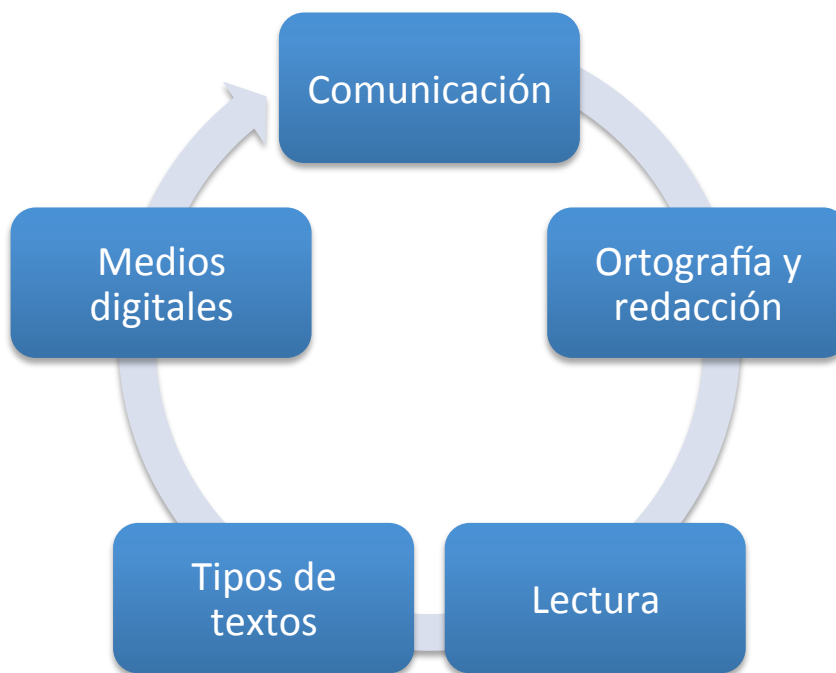 Comunicación
Ortografía y
redacción
Lectura
Tipos de
textos
Medios
digitales